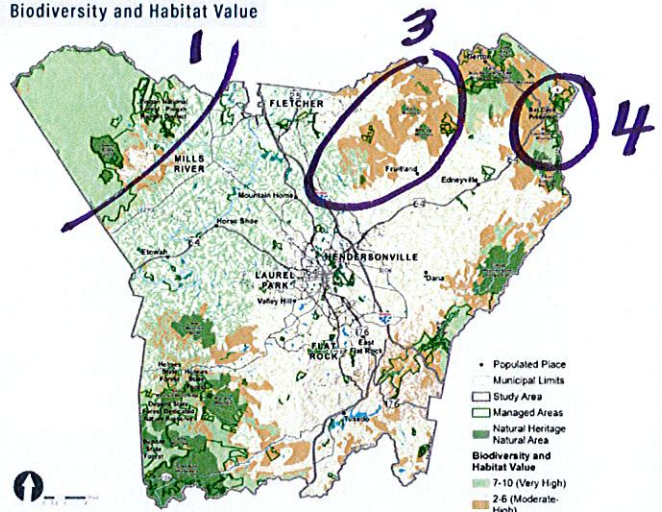 Biodiversity and Habitat Value
1
3
4
FLETCHER
MILLS
RIVER
Fruitland
Edneyville
Mountain Home
Horse Shoe
Etowah
HENDERSONVILLE
LAUREL
PARK
Dana
Valley Hill
FLAT
ROCK
East
Flat Rock
Tuxedo
Populated Place
Municipal Limits
Study Area
Managed Areas
Natural Heritage
Natural Area
Biodiversity and
Habitat Value
7-10 (Very High)
2-6 (Moderate-
High)